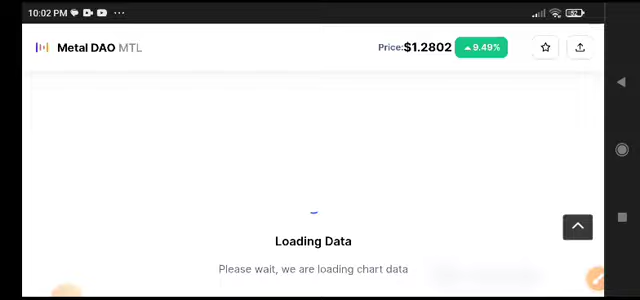 10:02 PM
Metal DAO MTL
Price:$1.2802 9.49%
Loading Data
Please wait, we are loading chart data